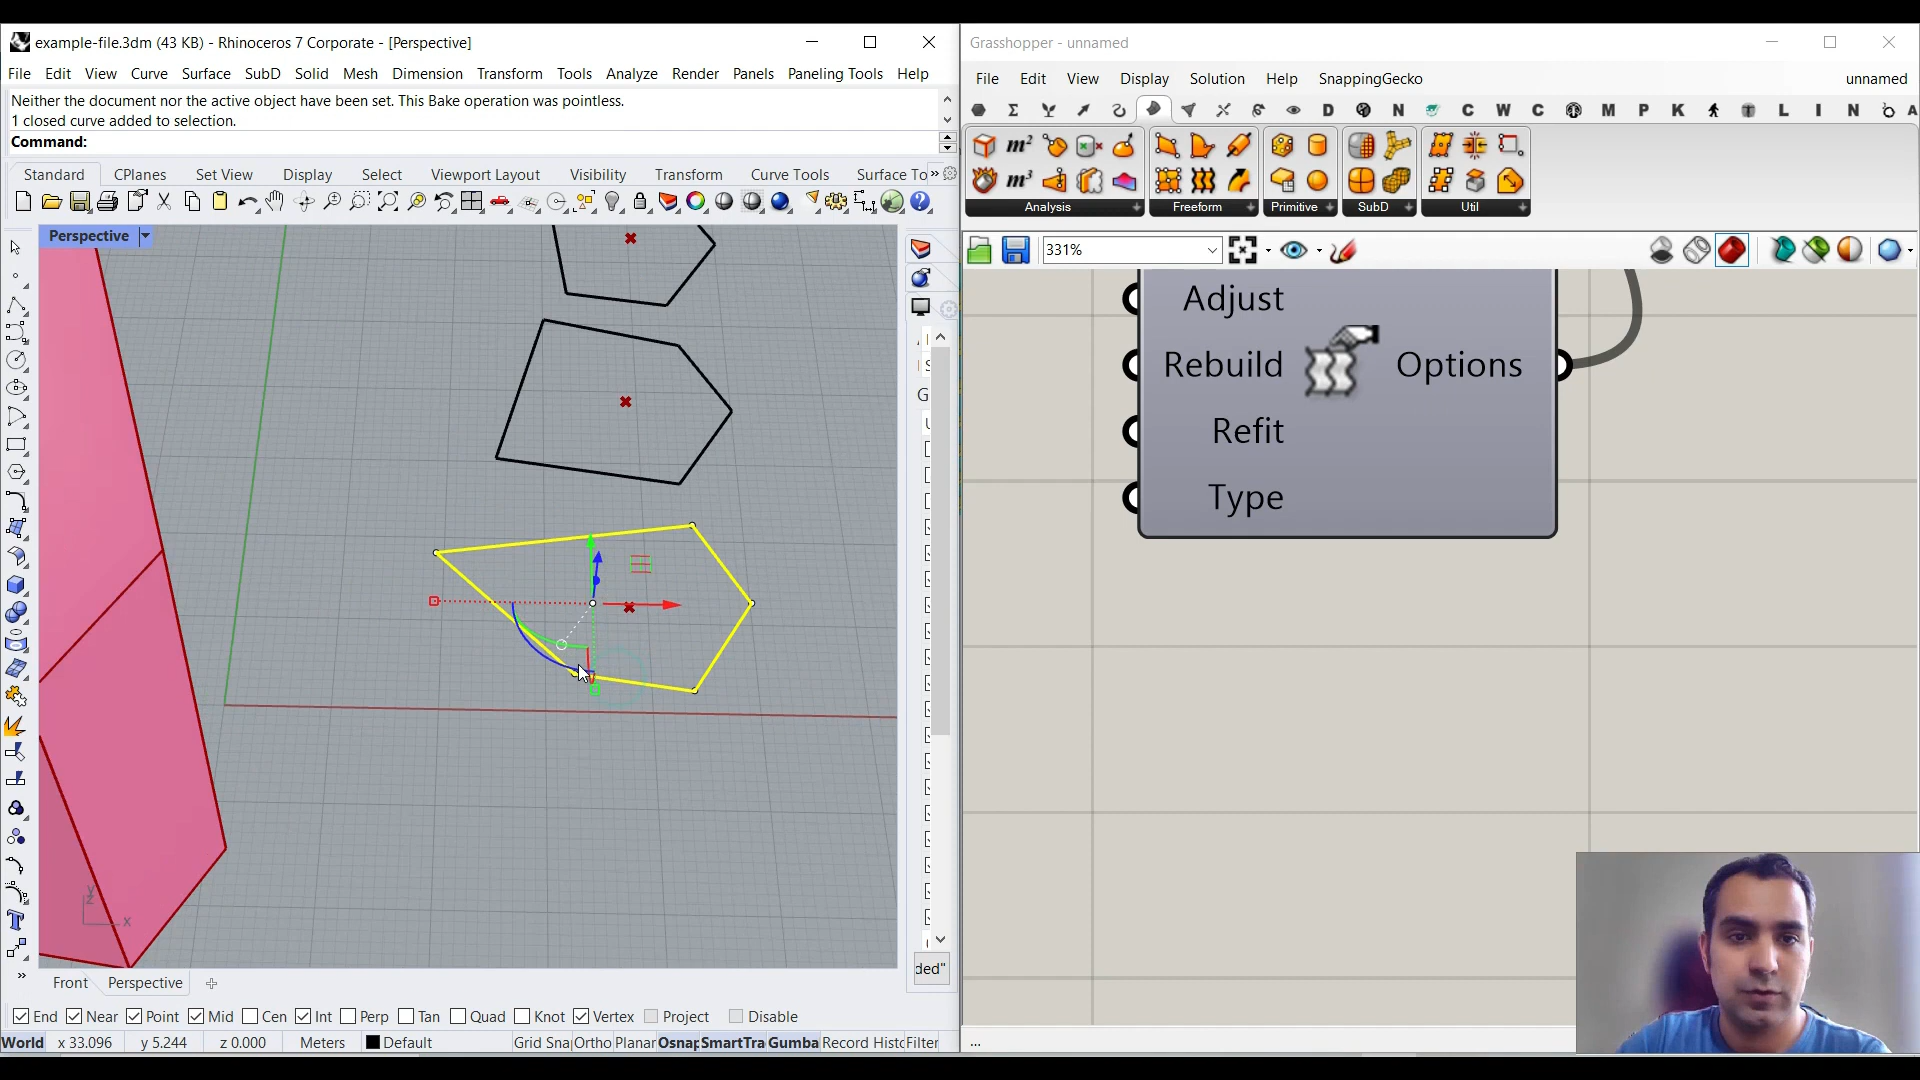 example-file.3dm (43 KB) - Rhinoceros 7 Corporate - [Perspective]
File Edit View Curve Surface SubD Solid Mesh Dimension Transform Tools Analyze Render Panels Paneling Tools Help
Neither the document nor the active object have been set. This Bake operation was pointless.
1 closed curve added to selection.
Command:
Standard CPlanes Set View Display Select Viewport Layout Visibility Transform Curve Tools Surface To »
Perspective
G
ded"
y
z
x
Front Perspective
End Near Point Mid Cen Int Perp Tan Quad Knot Vertex Project Disable
World x 33.096 y 5.244 z 0.000 Meters Default Grid Sna Ortho Planar Osnap SmartTra Gumba Record Histo Filter
Grasshopper - unnamed
File Edit View Display Solution Help SnappingGecko unnamed
D N C W C M P K L I N A
m²
m³
Analysis Freeform Primitive SubD Util
331%
Adjust
Rebuild Options
Refit
Type
...